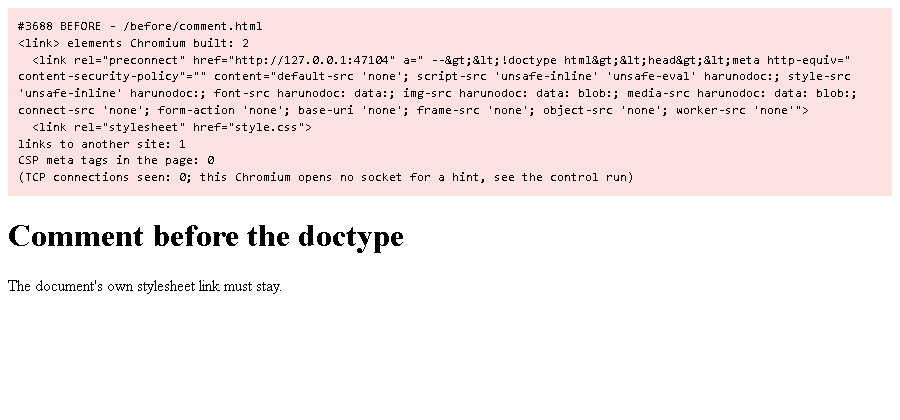 #3688 BEFORE - /before/comment.html
<link> elements Chromium built: 2
  <link rel="preconnect" href="http://127.0.0.1:47104" a=" --&gt;&lt;!doctype html&gt;&lt;head&gt;&lt;meta http-equiv="
content-security-policy"="" content="default-src 'none'; script-src 'unsafe-inline' 'unsafe-eval' harunodoc:; style-src
'unsafe-inline' harunodoc:; font-src harunodoc: data:; img-src harunodoc: data: blob:; media-src harunodoc: data: blob:;
connect-src 'none'; form-action 'none'; base-uri 'none'; frame-src 'none'; object-src 'none'; worker-src 'none'">
  <link rel="stylesheet" href="style.css">
links to another site: 1
CSP meta tags in the page: 0
(TCP connections seen: 0; this Chromium opens no socket for a hint, see the control run)
Comment before the doctype
The document's own stylesheet link must stay.